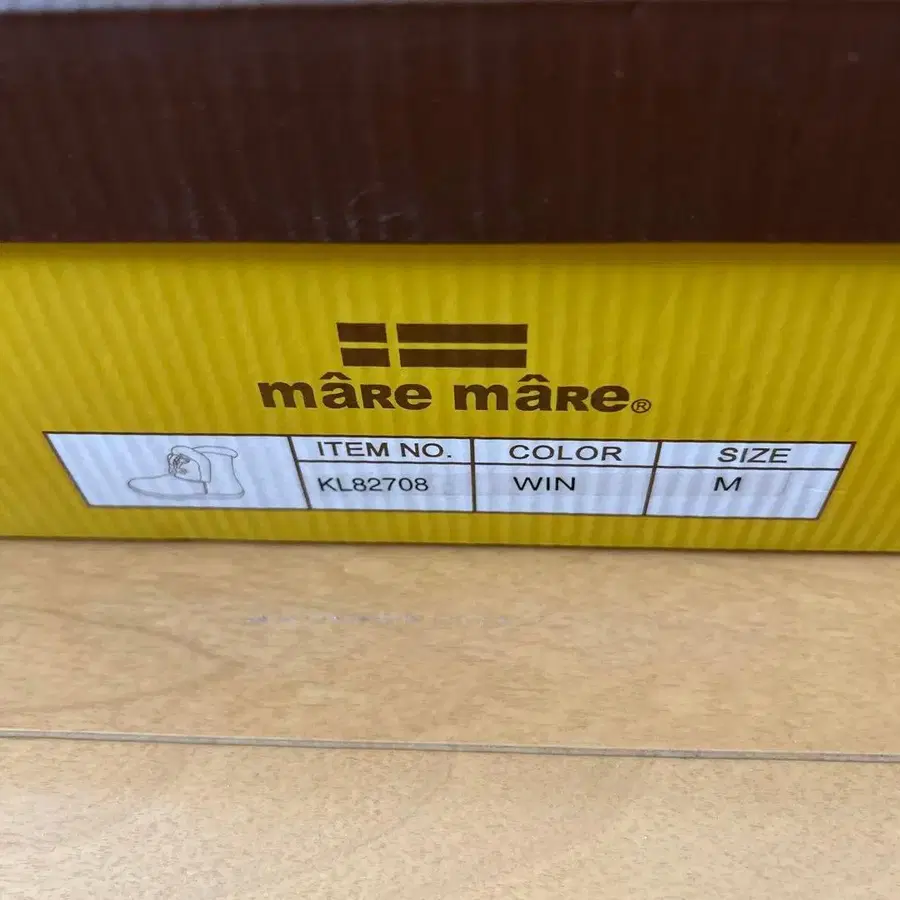 mâRe mâRe®
ITEM NO. COLOR SIZE
KL82708 WIN M